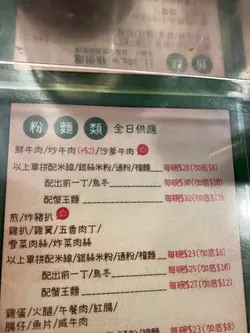 粉麵類 全日供應
鮮牛肉/炒牛肉(+$2)/沙爹牛肉
以上單拼配米線/銀絲米粉/通粉/檀麵 每碗$28(加底$8)
配出前一丁/烏冬 每碗$30(加底$10)
配蟹王麵 每碗$32(加底$12)
煎/炸豬扒
雞扒/雞翼/五香肉丁/
雪菜肉絲/炸菜肉絲
以上單拼配米線/銀絲米粉/通粉/檀麵 每碗$23(加底$8)
配出前一丁/烏冬 每碗$25(加底$10)
配蟹王麵 每碗$27(加底$12)
雞蛋/火腿/午餐肉/紅腸/
腸仔/魚片/咸牛肉